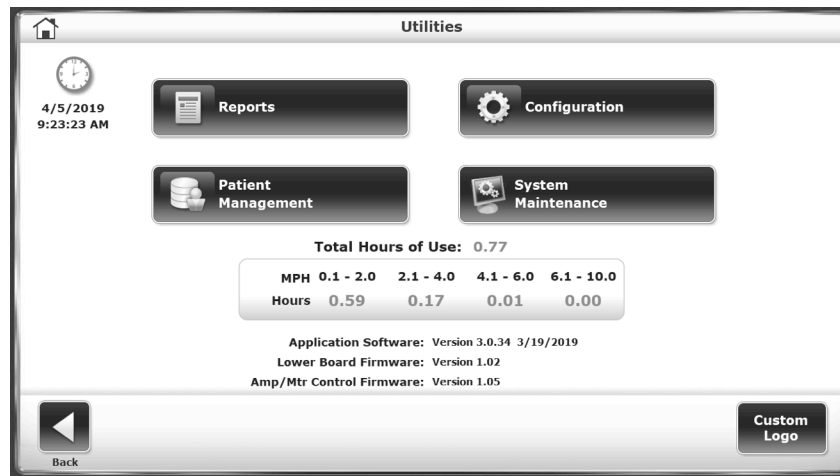 Utilities
4/5/2019
9:23:23 AM
Reports
Configuration
Patient
Management
System
Maintenance
Total Hours of Use: 0.77
MPH 0.1 - 2.0 2.1 - 4.0 4.1 - 6.0 6.1 - 10.0
Hours 0.59 0.17 0.01 0.00
Application Software: Version 3.0.34 3/19/2019
Lower Board Firmware: Version 1.02
Amp/Mtr Control Firmware: Version 1.05
Back
Custom
Logo